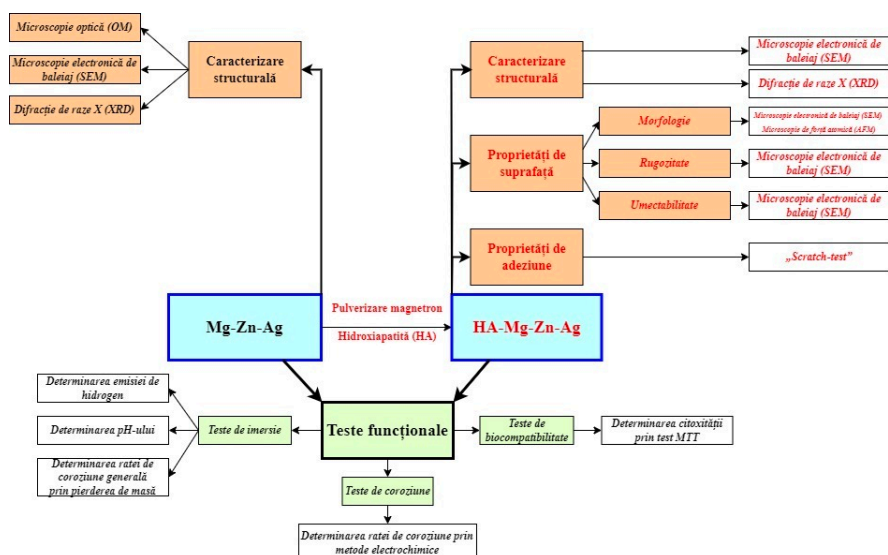 Microscopie optică (OM)
Microscopie electronică de
baleiaj (SEM)
Difracție de raze X (XRD)
Caracterizare
structurală
Caracterizare
structurală
Microscopie electronică de
baleiaj (SEM)
Difracție de raze X (XRD)
Proprietăți de
suprafață
Morfologie
Microscopie electronică de baleiaj (SEM)
Microscopie de forță atomică (AFM)
Rugozitate
Microscopie electronică de
baleiaj (SEM)
Umectabilitate
Microscopie electronică de
baleiaj (SEM)
Proprietăți de
adeziune
„Scratch-test”
Mg-Zn-Ag
Pulverizare magnetron
Hidroxiapatită (HA)
HA-Mg-Zn-Ag
Determinarea emisiei de
hidrogen
Determinarea pH-ului
Determinarea ratei de
coroziune generală
prin pierderea de masă
Teste de imersie
Teste funcționale
Teste de
biocompatibilitate
Determinarea citoxității
prin test MTT
Teste de coroziune
Determinarea ratei de coroziune prin
metode electrochimice